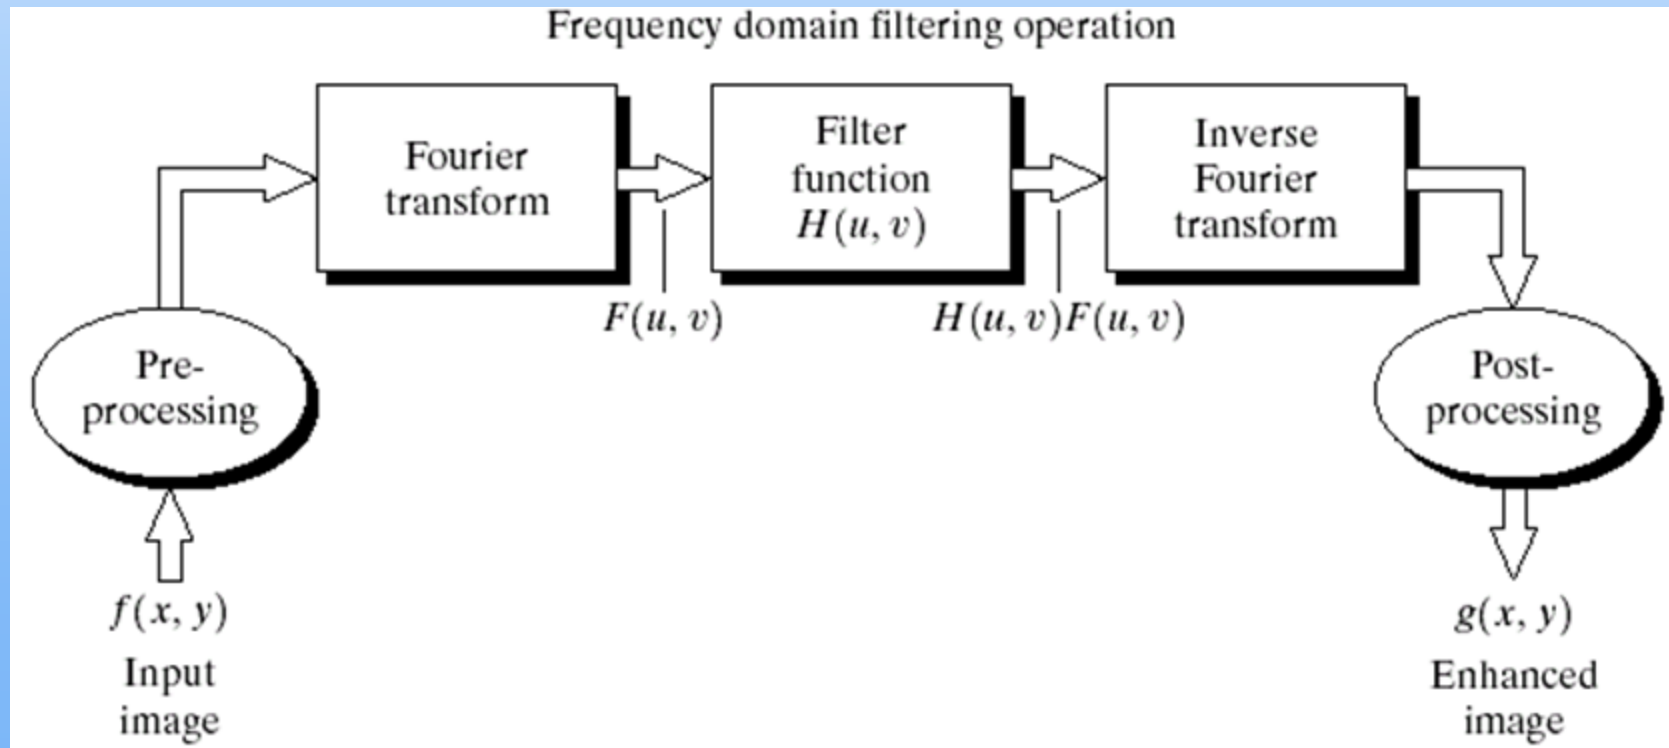 Frequency domain filtering operation
Fourier
transform
Filter
function
H(u, v)
Inverse
Fourier
transform
F(u, v)
H(u, v)F(u, v)
Pre-
processing
Post-
processing
f(x, y)
Input
image
g(x, y)
Enhanced
image